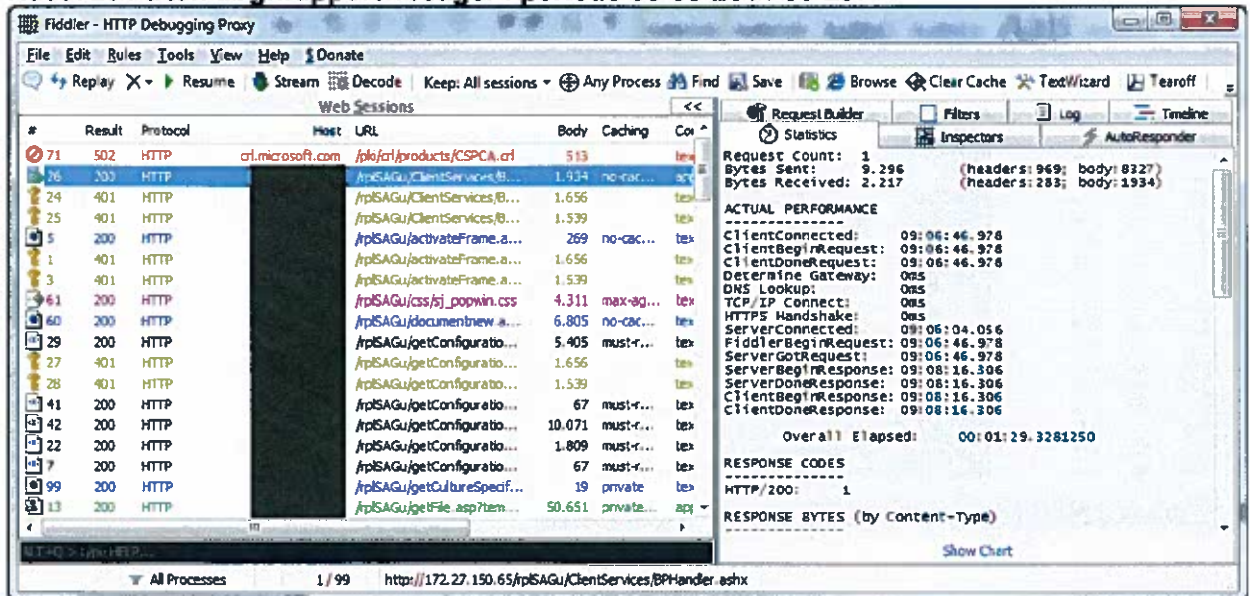 Fiddler - HTTP Debugging Proxy
File Edit Rules Tools View Help $ Donate
Replay X Resume Stream Decode Keep: All sessions Any Process Find Save Browse Clear Cache TextWizard Tearoff
Web Sessions <<
# Result Protocol Host URL Body Caching
71 502 HTTP crl.microsoft.com /pki/crl/products/CSPCA.crl 513
26 200 HTTP /rplSAGu/ClientServices/B... 1.934 no-cac...
24 401 HTTP /rplSAGu/ClientServices/B... 1.656
25 401 HTTP /rplSAGu/ClientServices/B... 1.539
5 200 HTTP /rplSAGu/activateFrame.a... 269 no-cac... tex
1 401 HTTP /rplSAGu/activateFrame.a... 1.656 tex
3 401 HTTP /rplSAGu/activateFrame.a... 1.539 tex
61 200 HTTP /rplSAGu/css/sj_popwin.css 4.311 max-ag... tex
60 200 HTTP /rplSAGu/documentnew.a... 6.805 no-cac... tex
29 200 HTTP /rplSAGu/getConfiguratio... 5.405 must-r... tex
27 401 HTTP /rplSAGu/getConfiguratio... 1.656 tex
28 401 HTTP /rplSAGu/getConfiguratio... 1.539 tex
41 200 HTTP /rplSAGu/getConfiguratio... 67 must-r... tex
42 200 HTTP /rplSAGu/getConfiguratio... 10.071 must-r... tex
22 200 HTTP /rplSAGu/getConfiguratio... 1.809 must-r... tex
7 200 HTTP /rplSAGu/getConfiguratio... 67 must-r... tex
99 200 HTTP /rplSAGu/getCultureSpecif... 19 private tex
13 200 HTTP /rplSAGu/getFile.asp?tem... 50.651 private... app
All Processes 1 / 99 http://172.27.150.65/rplSAGu/ClientServices/BPHandler.ashx
Request Builder Filters Log Timeline
Statistics Inspectors AutoResponder
Request Count: 1
Bytes Sent: 9.296 (headers:969; body:8327)
Bytes Received: 2.217 (headers:283; body:1934)
ACTUAL PERFORMANCE
--------------
ClientConnected: 09:06:46.978
ClientBeginRequest: 09:06:46.978
ClientDoneRequest: 09:06:46.978
Determine Gateway: 0ms
DNS Lookup: 0ms
TCP/IP Connect: 0ms
HTTPS Handshake: 0ms
ServerConnected: 09:06:04.056
FiddlerBeginRequest: 09:06:46.978
ServerGotRequest: 09:06:46.978
ServerBeginResponse: 09:08:16.306
ServerDoneResponse: 09:08:16.306
ClientBeginResponse: 09:08:16.306
ClientDoneResponse: 09:08:16.306
Overall Elapsed: 00:01:29.3281250
RESPONSE CODES
--------------
HTTP/200: 1
RESPONSE BYTES (by Content-Type)
--------------
Show Chart